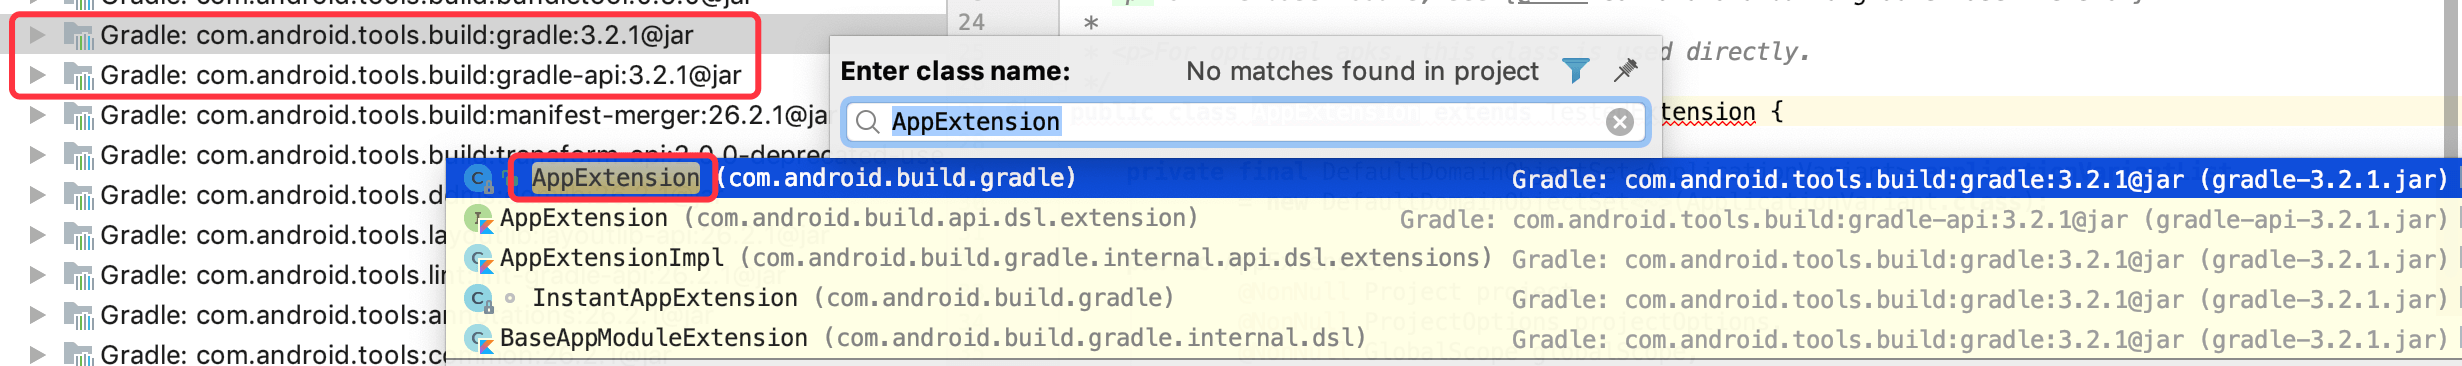 Gradle: com.android.tools.build:gradle:3.2.1@jar
Gradle: com.android.tools.build:gradle-api:3.2.1@jar
Gradle: com.android.tools.build:manifest-merger:26.2.1@jar
Gradle: com.android.tools.build:transform-api:2.0.0-deprecated-use
Gradle: com.android.tools.d
Gradle: com.android.tools.la
Gradle: com.android.tools.lin
Gradle: com.android.tools:an
Gradle: com.android.tools:c
24
*
* <p>For optional apks, this class is used directly.
*/
public class AppExtension extends TestedExtension {
Enter class name:
No matches found in project
AppExtension
AppExtension (com.android.build.gradle) Gradle: com.android.tools.build:gradle:3.2.1@jar (gradle-3.2.1.jar)
AppExtension (com.android.build.api.dsl.extension) Gradle: com.android.tools.build:gradle-api:3.2.1@jar (gradle-api-3.2.1.jar)
AppExtensionImpl (com.android.build.gradle.internal.api.dsl.extensions) Gradle: com.android.tools.build:gradle:3.2.1@jar (gradle-3.2.1.jar)
InstantAppExtension (com.android.build.gradle) Gradle: com.android.tools.build:gradle:3.2.1@jar (gradle-3.2.1.jar)
BaseAppModuleExtension (com.android.build.gradle.internal.dsl) Gradle: com.android.tools.build:gradle:3.2.1@jar (gradle-3.2.1.jar)